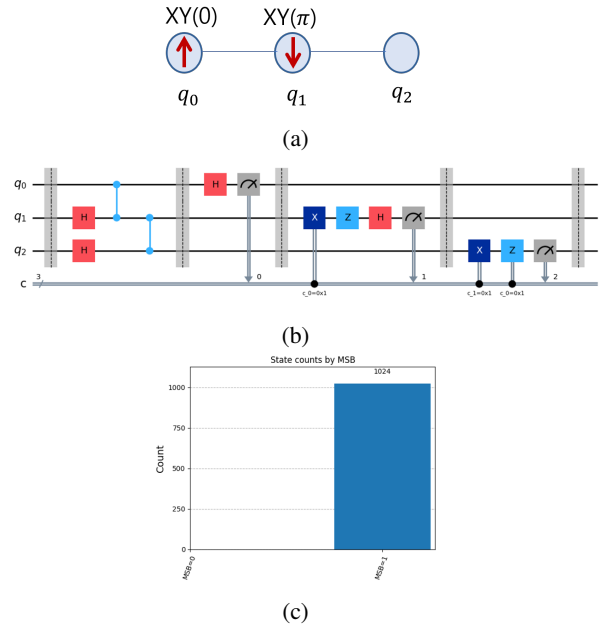 XY(0) XY(π)
q₀ q₁ q₂
(a)
q₀ H
q₁ H X Z H
q₂ H X Z
c 3 0 1 2
c_0=0x1 c_1=0x1 c_0=0x1
(b)
State counts by MSB
1024
1000
750
500
250
0
Count
MSB=0 MSB=1
(c)